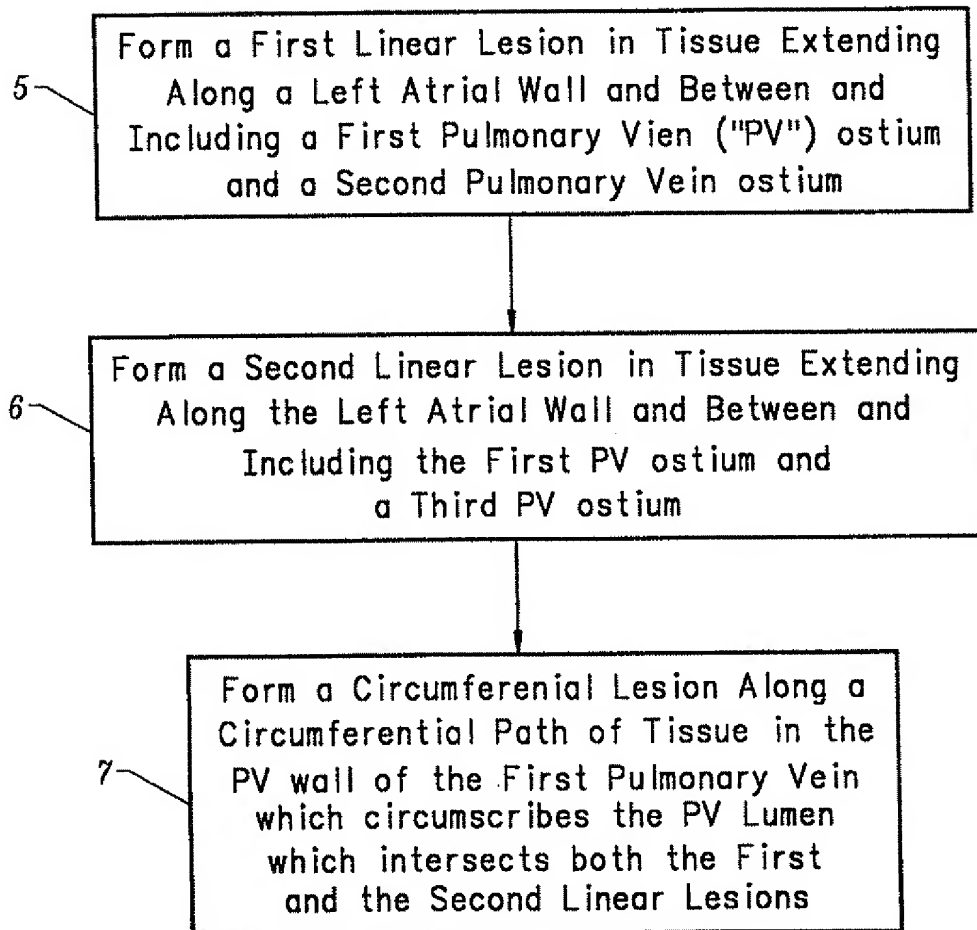 Form a First Linear Lesion in Tissue Extending
5
Along a Left Atrial Wall and Between and
Including a First Pulmonary Vien ("PV") ostium
and a Second Pulmonary Vein ostium
Form a Second Linear Lesion in Tissue Extending
6
Along the Left Atrial Wall and Between and
Including the First PV ostium and
a Third PV ostium
Form a Circumferenial Lesion Along a
Circumferential Path of Tissue in the
7
PV wall of the First Pulmonary Vein
which circumscribes the PV Lumen
which intersects both the First
and the Second Linear Lesions